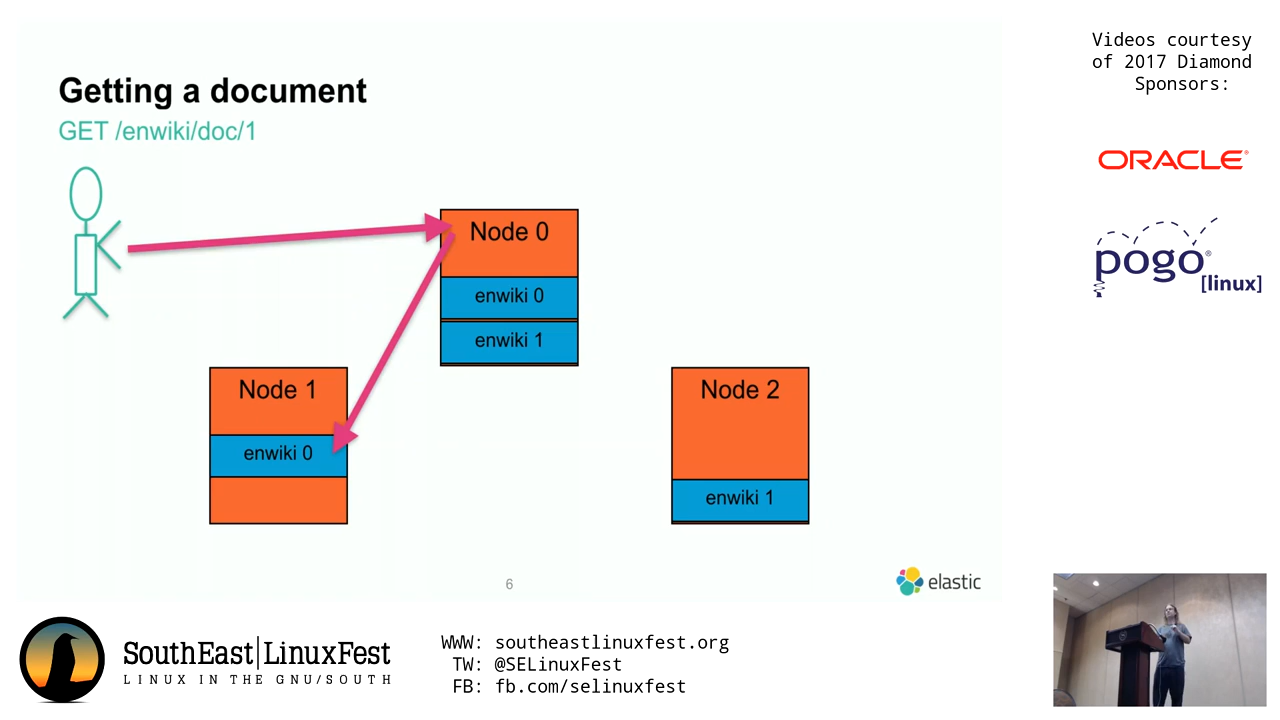 Getting a document
GET /enwiki/doc/1
Node 0
enwiki 0
enwiki 1
Node 1
enwiki 0
Node 2
enwiki 1
6
elastic
Videos courtesy
of 2017 Diamond
Sponsors:
ORACLE®
pogo®
[linux]
SouthEast|LinuxFest
LINUX IN THE GNU/SOUTH
WWW: southeastlinuxfest.org
TW: @SELinuxFest
FB: fb.com/selinuxfest